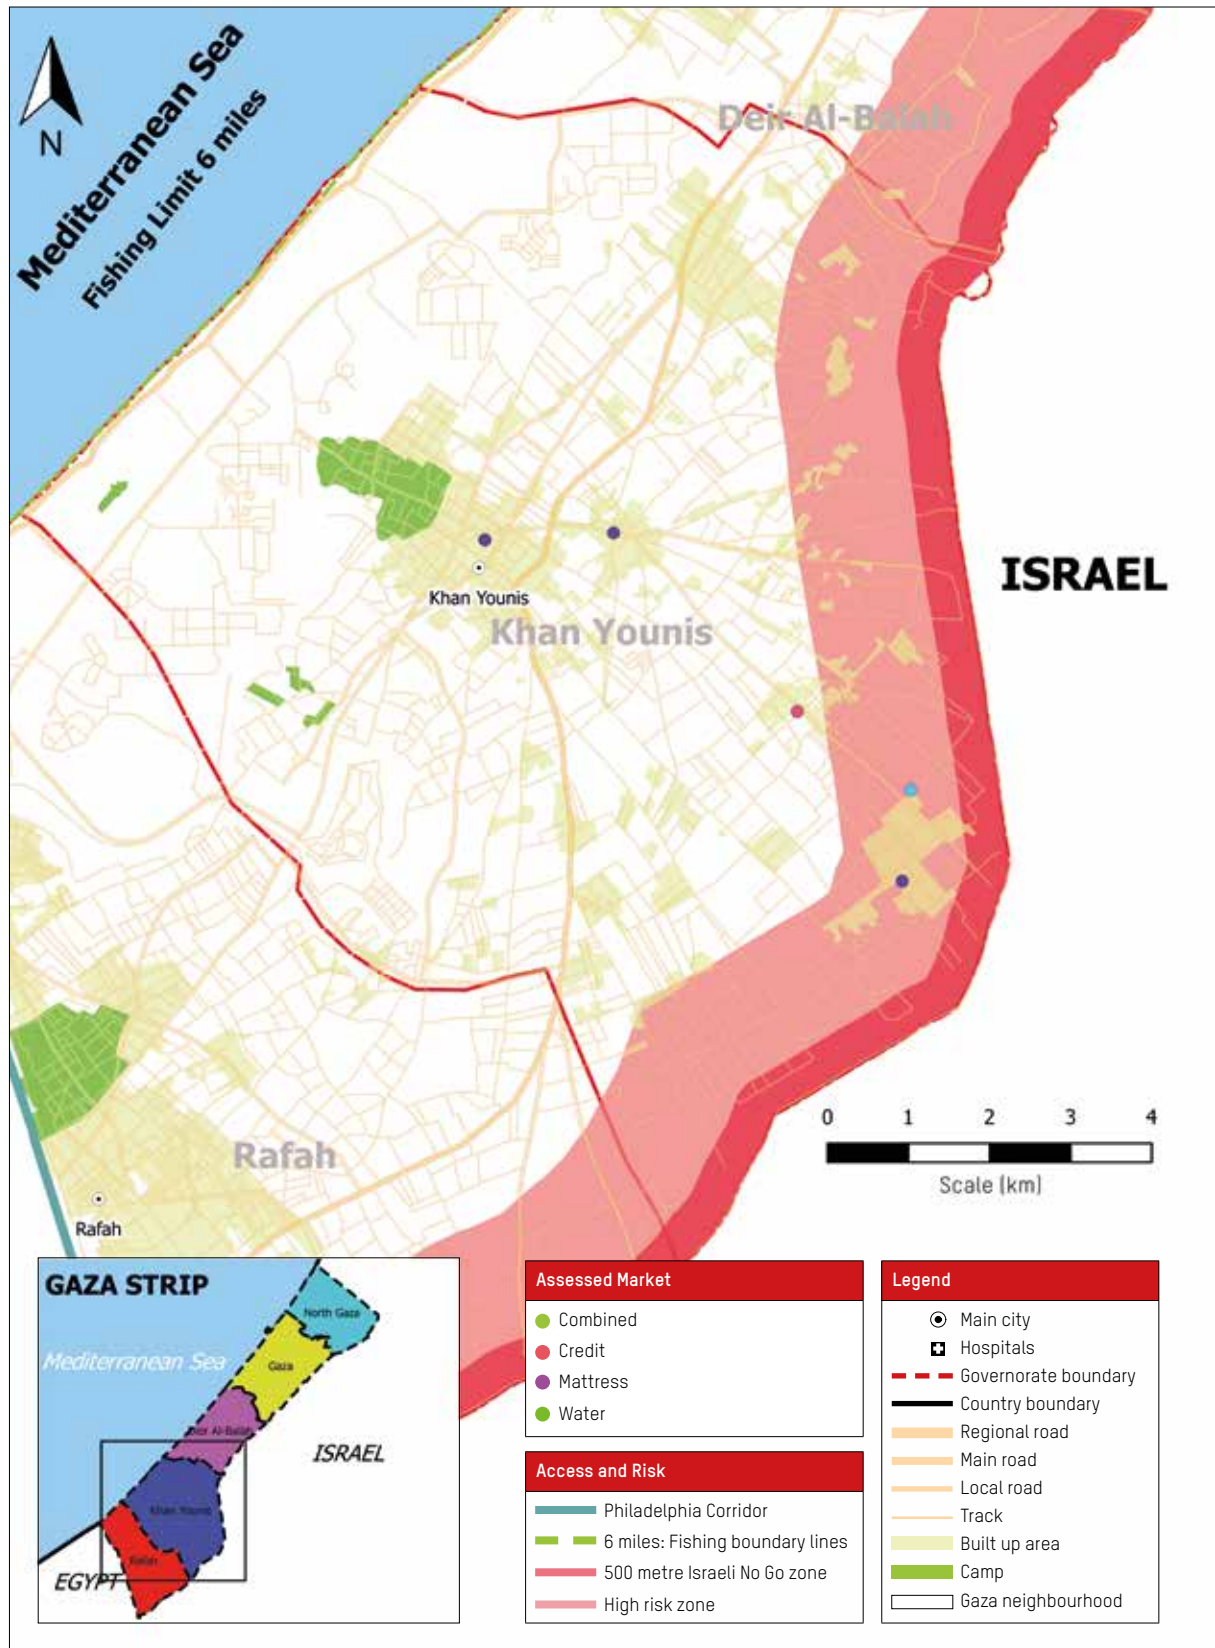 Mediterranean Sea
Fishing Limit 6 miles
N
Deir Al-Balah
ISRAEL
Khan Younis
Khan Younis
0 1 2 3 4
Scale (km)
Rafah
Rafah
GAZA STRIP
North Gaza
Mediterranean Sea
Gaza
Deir Al-Balah
ISRAEL
Khan Younis
Rafah
EGYPT
Assessed Market
Combined
Credit
Mattress
Water
Access and Risk
Philadelphia Corridor
6 miles: Fishing boundary lines
500 metre Israeli No Go zone
High risk zone
Legend
Main city
Hospitals
Governorate boundary
Country boundary
Regional road
Main road
Local road
Track
Built up area
Camp
Gaza neighbourhood